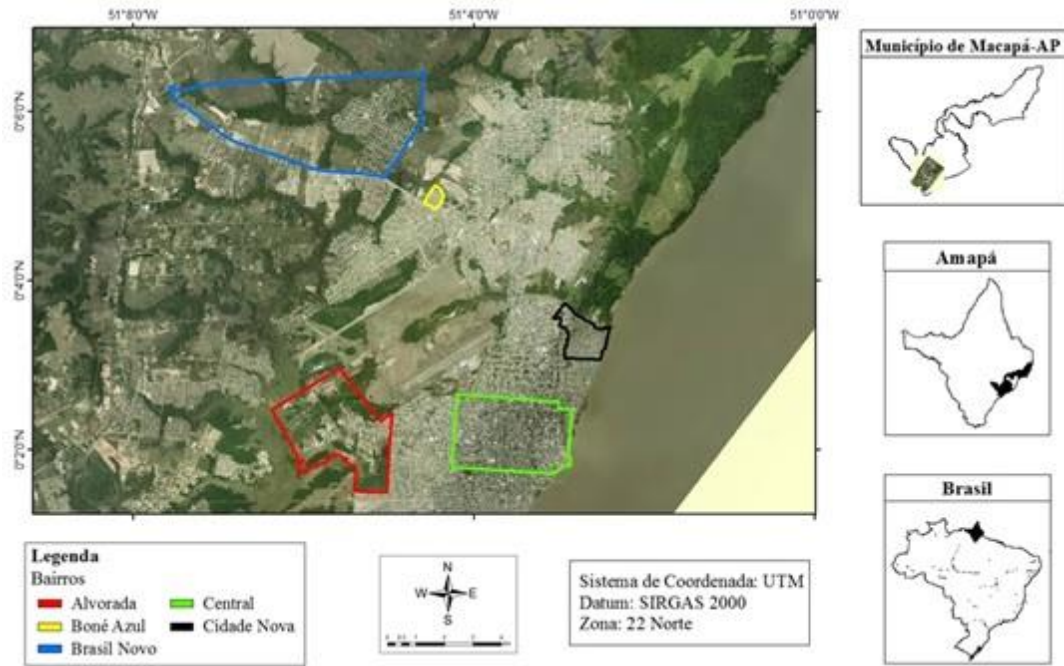 51°8'0"W
51°4'0"W
51°0'0"W
0°6'0"N
0°4'0"N
0°2'0"N
Município de Macapá-AP
Amapá
Brasil
Legenda
Bairros
Alvorada
Central
Boné Azul
Cidade Nova
Brasil Novo
N
W
E
S
Sistema de Coordenada: UTM
Datum: SIRGAS 2000
Zona: 22 Norte